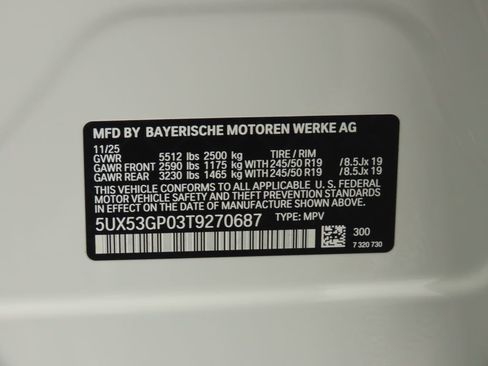 MFD BY BAYERISCHE MOTOREN WERKE AG
11/25
GVWR 5512 lbs 2500 kg TIRE / RIM
GAWR FRONT 2590 lbs 1175 kg WITH 245/50 R19 / 8.5Jx 19
GAWR REAR 3230 lbs 1465 kg WITH 245/50 R19 / 8.5Jx 19
THIS VEHICLE CONFORMS TO ALL APPLICABLE U.S. FEDERAL
MOTOR VEHICLE SAFETY AND THEFT PREVENTION STANDARDS
IN EFFECT ON THE DATE OF MANUFACTURE SHOWN ABOVE.
5UX53GP03T9270687 TYPE: MPV
300
7 320 730